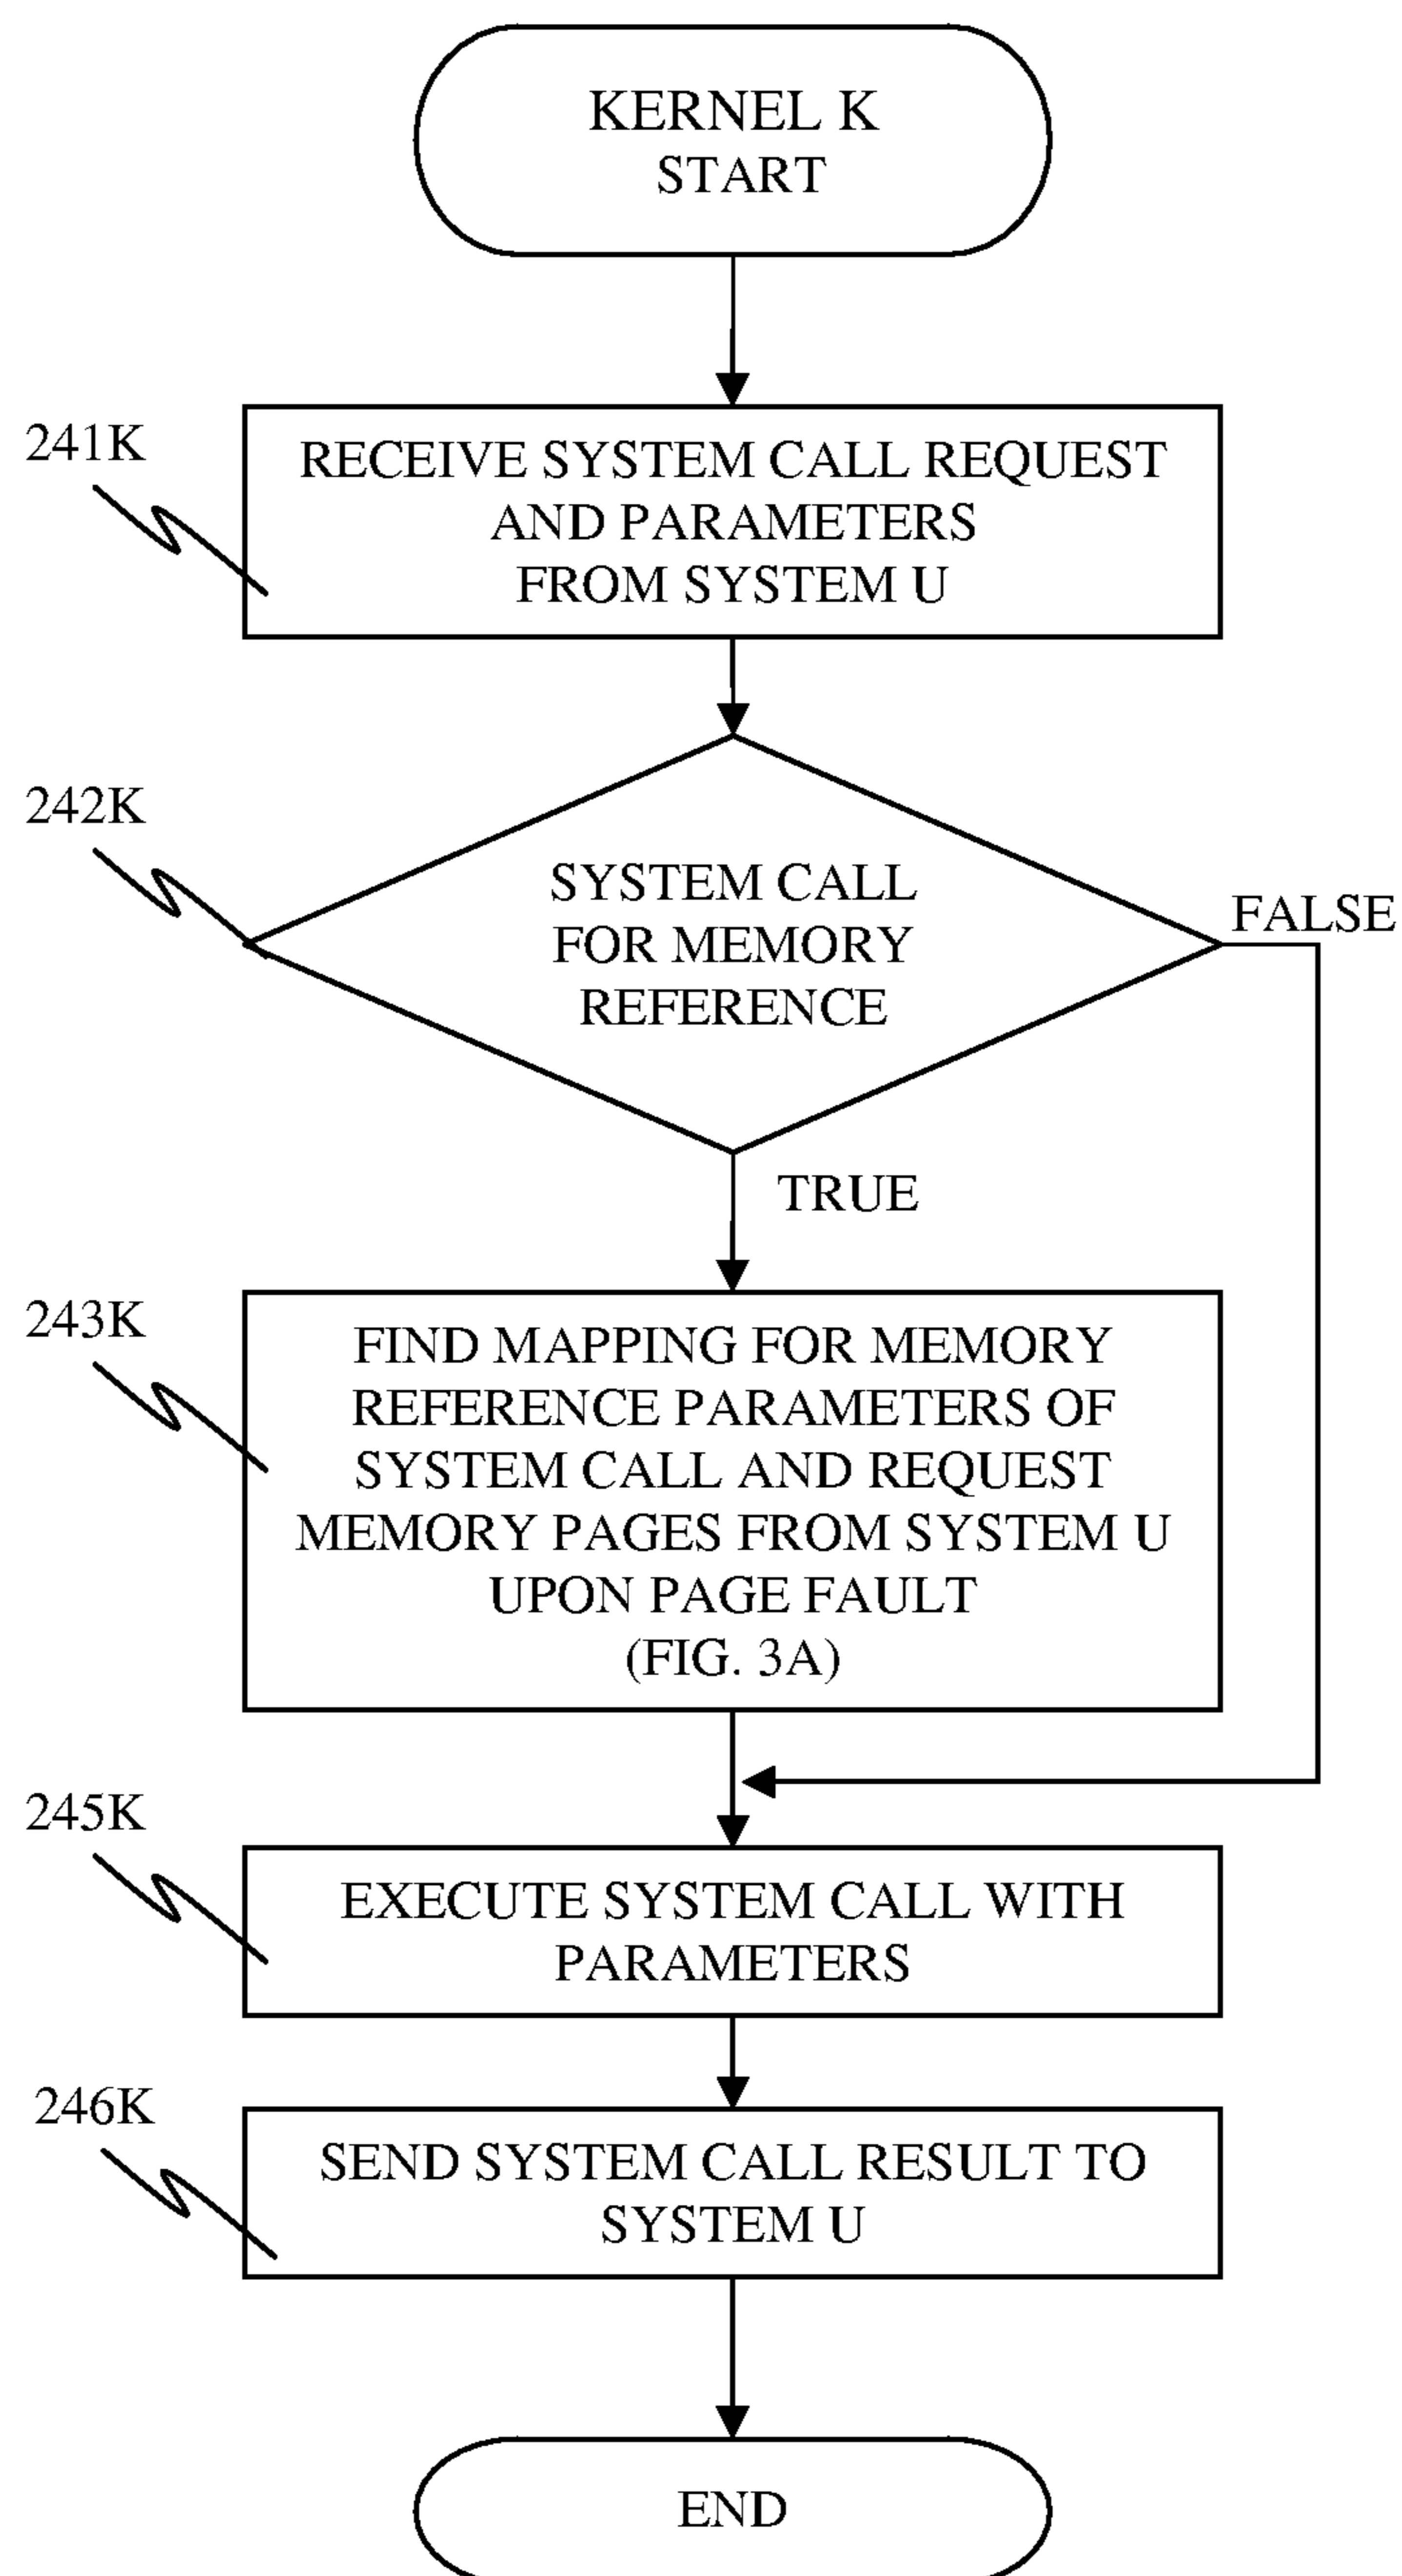 KERNEL K
START
241K
RECEIVE SYSTEM CALL REQUEST
AND PARAMETERS
FROM SYSTEM U
242K
SYSTEM CALL
FOR MEMORY
REFERENCE
FALSE
TRUE
243K
FIND MAPPING FOR MEMORY
REFERENCE PARAMETERS OF
SYSTEM CALL AND REQUEST
MEMORY PAGES FROM SYSTEM U
UPON PAGE FAULT
(FIG. 3A)
245K
EXECUTE SYSTEM CALL WITH
PARAMETERS
246K
SEND SYSTEM CALL RESULT TO
SYSTEM U
END